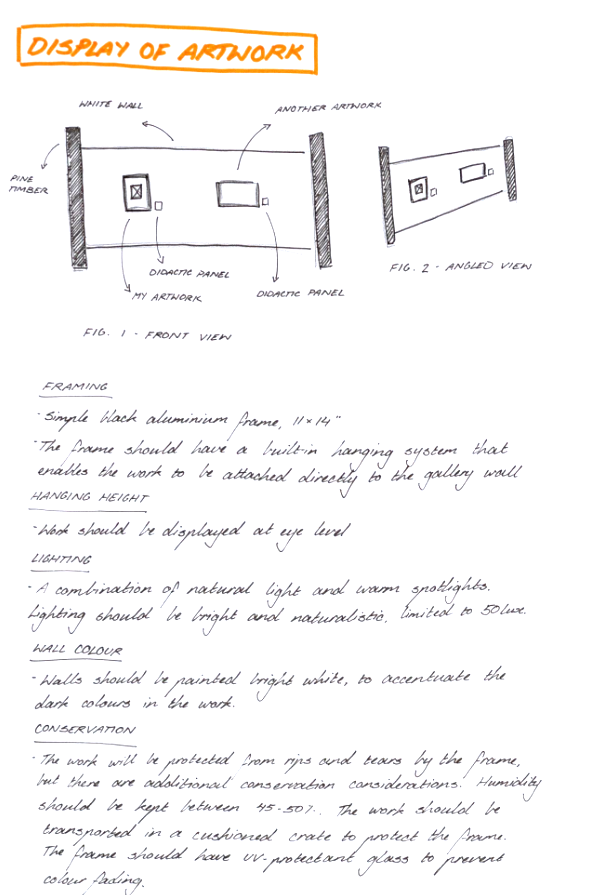 DISPLAY OF ARTWORK
WHITE WALL
ANOTHER ARTWORK
PINE
TIMBER
DIDACTIC PANEL
MY ARTWORK
DIDACTIC PANEL
FIG. 1 - FRONT VIEW
FIG. 2 - ANGLED VIEW
FRAMING
- Simple black aluminium frame, 11×14"
- The frame should have a built-in hanging system that
enables the work to be attached directly to the gallery wall
HANGING HEIGHT
- Work should be displayed at eye level
LIGHTING
- A combination of natural light and warm spotlights.
Lighting should be bright and naturalistic, limited to 50 lux.
WALL COLOUR
- Walls should be painted bright white, to accentuate the
dark colours in the work.
CONSERVATION
- The work will be protected from rips and tears by the frame,
but there are additional conservation considerations. Humidity
should be kept between 45-50%. The work should be
transported in a cushioned crate to protect the frame.
The frame should have UV-protectant glass to prevent
colour fading.